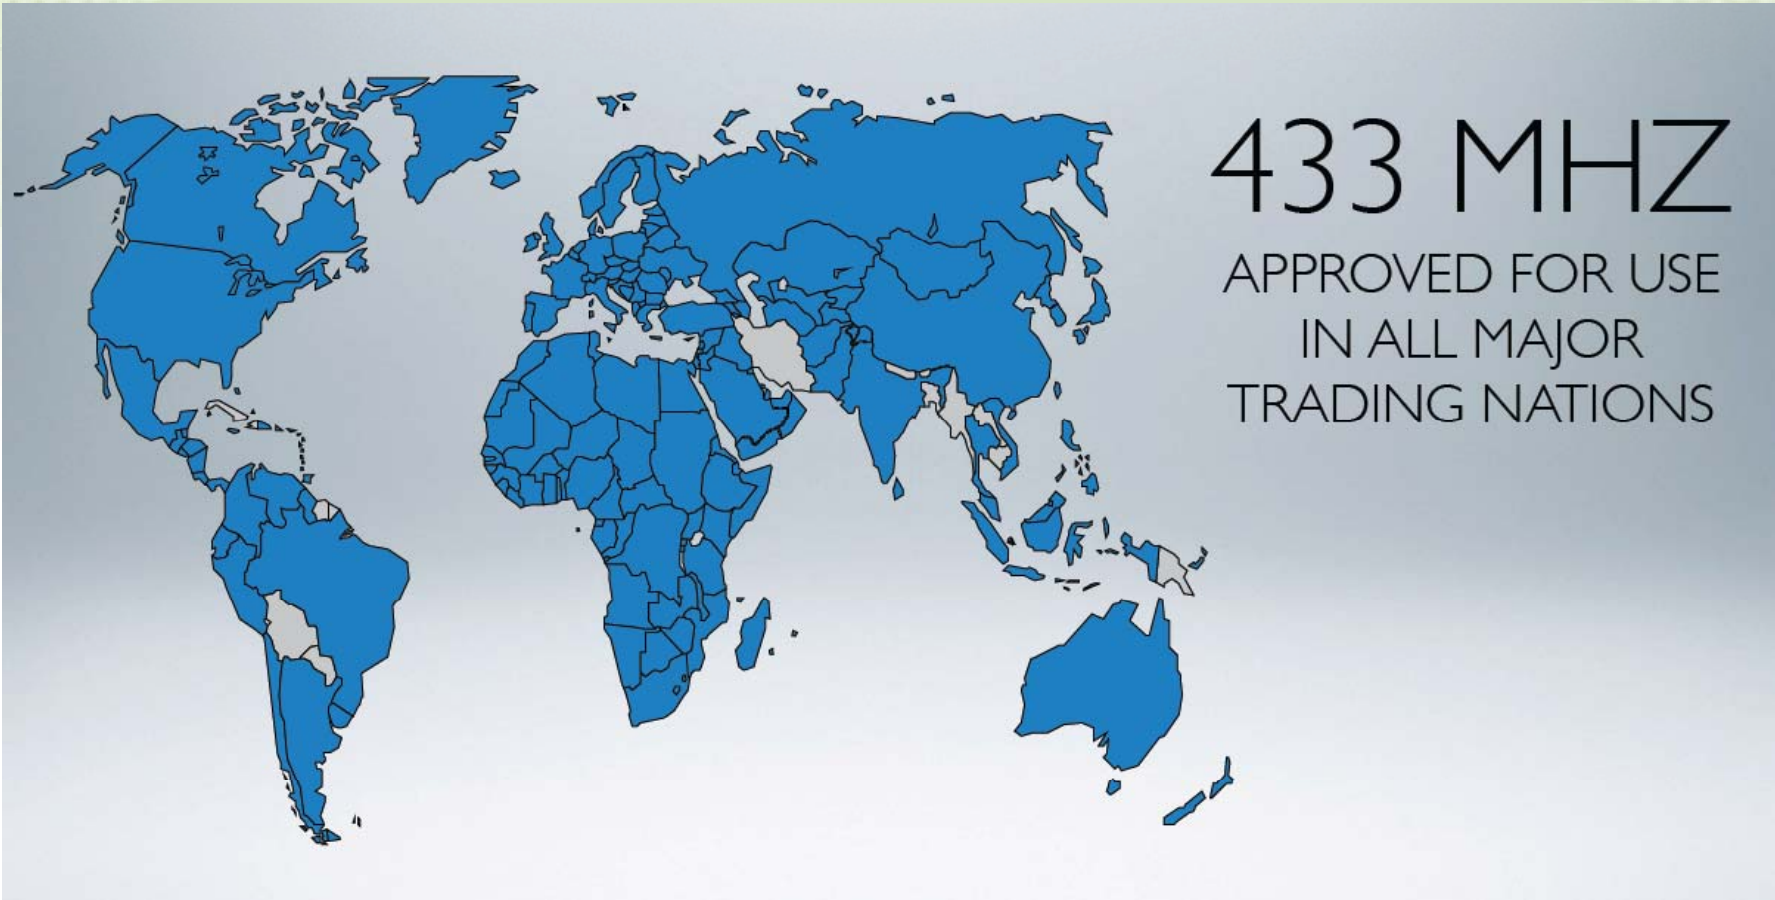 433 MHZ
APPROVED FOR USE
IN ALL MAJOR
TRADING NATIONS